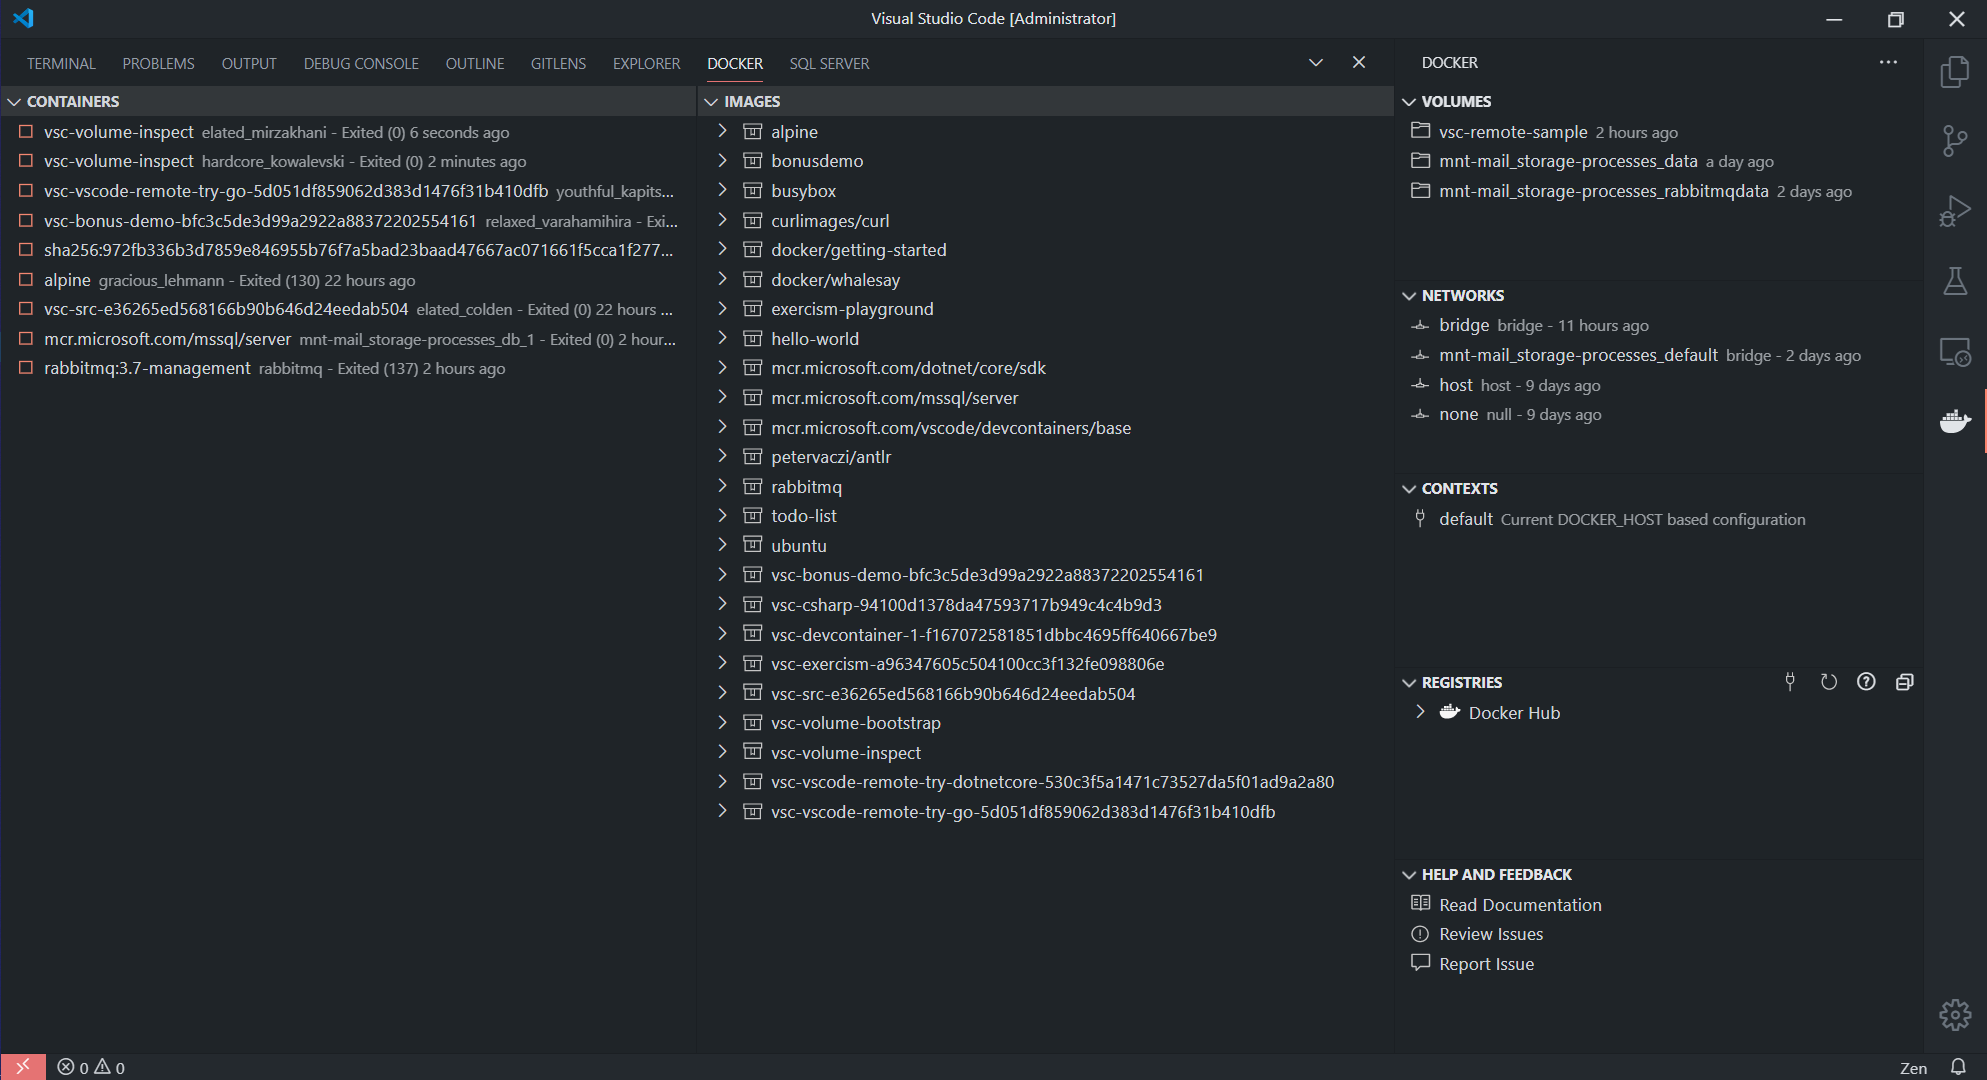 Visual Studio Code [Administrator]
TERMINAL PROBLEMS OUTPUT DEBUG CONSOLE OUTLINE GITLENS EXPLORER DOCKER SQL SERVER
CONTAINERS
vsc-volume-inspect elated_mirzakhani - Exited (0) 6 seconds ago
vsc-volume-inspect hardcore_kowalevski - Exited (0) 2 minutes ago
vsc-vscode-remote-try-go-5d051df859062d383d1476f31b410dfb youthful_kapits...
vsc-bonus-demo-bfc3c5de3d99a2922a88372202554161 relaxed_varahamihira - Exi...
sha256:972fb336b3d7859e846955b76f7a5bad23baad47667ac071661f5cca1f277...
alpine gracious_lehmann - Exited (130) 22 hours ago
vsc-src-e36265ed568166b90b646d24eedab504 elated_colden - Exited (0) 22 hours ...
mcr.microsoft.com/mssql/server mnt-mail_storage-processes_db_1 - Exited (0) 2 hour...
rabbitmq:3.7-management rabbitmq - Exited (137) 2 hours ago
IMAGES
alpine
bonusdemo
busybox
curlimages/curl
docker/getting-started
docker/whalesay
exercism-playground
hello-world
mcr.microsoft.com/dotnet/core/sdk
mcr.microsoft.com/mssql/server
mcr.microsoft.com/vscode/devcontainers/base
petervaczi/antlr
rabbitmq
todo-list
ubuntu
vsc-bonus-demo-bfc3c5de3d99a2922a88372202554161
vsc-csharp-94100d1378da47593717b949c4c4b9d3
vsc-devcontainer-1-f167072581851dbbc4695ff640667be9
vsc-exercism-a96347605c504100cc3f132fe098806e
vsc-src-e36265ed568166b90b646d24eedab504
vsc-volume-bootstrap
vsc-volume-inspect
vsc-vscode-remote-try-dotnetcore-530c3f5a1471c73527da5f01ad9a2a80
vsc-vscode-remote-try-go-5d051df859062d383d1476f31b410dfb
DOCKER
VOLUMES
vsc-remote-sample 2 hours ago
mnt-mail_storage-processes_data a day ago
mnt-mail_storage-processes_rabbitmqdata 2 days ago
NETWORKS
bridge bridge - 11 hours ago
mnt-mail_storage-processes_default bridge - 2 days ago
host host - 9 days ago
none null - 9 days ago
CONTEXTS
default Current DOCKER_HOST based configuration
REGISTRIES
Docker Hub
HELP AND FEEDBACK
Read Documentation
Review Issues
Report Issue
0 0
Zen